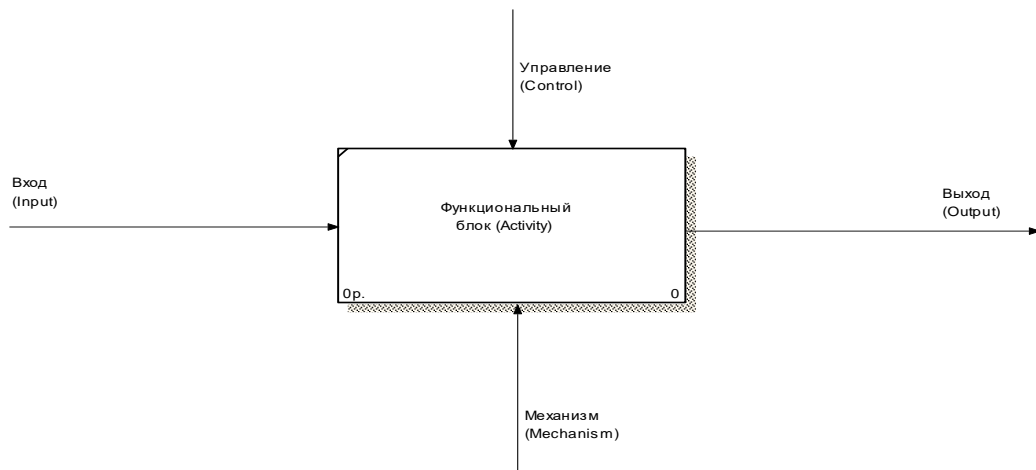 Управление
(Control)
Вход
(Input)
Функциональный
блок (Activity)
Выход
(Output)
0р.
0
Механизм
(Mechanism)